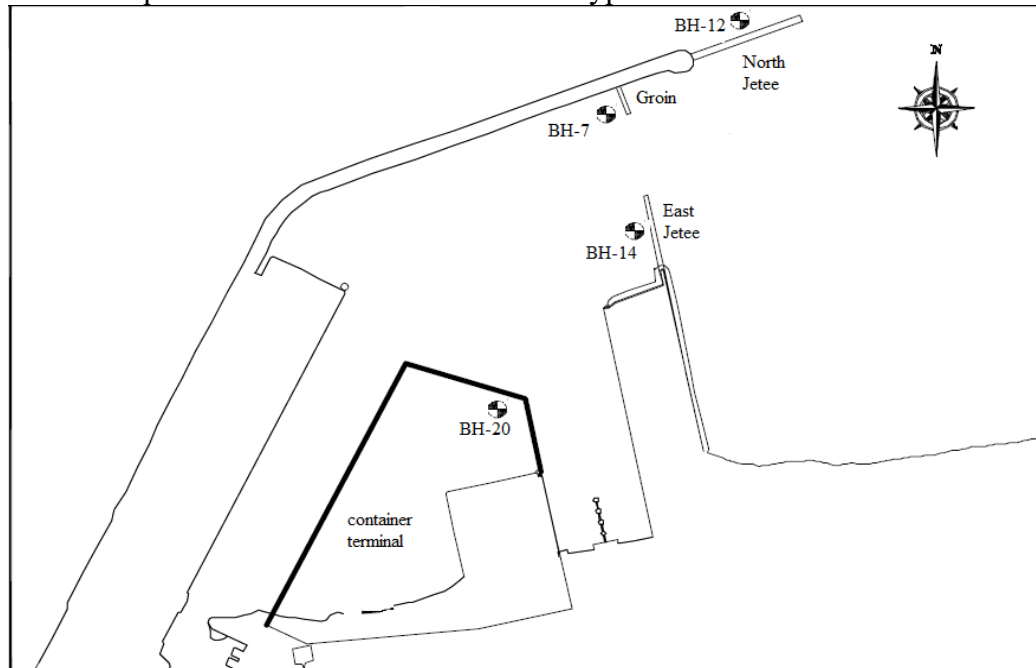 BH-12
N
North
Jetee
Groin
BH-7
East
Jetee
BH-14
BH-20
container
terminal